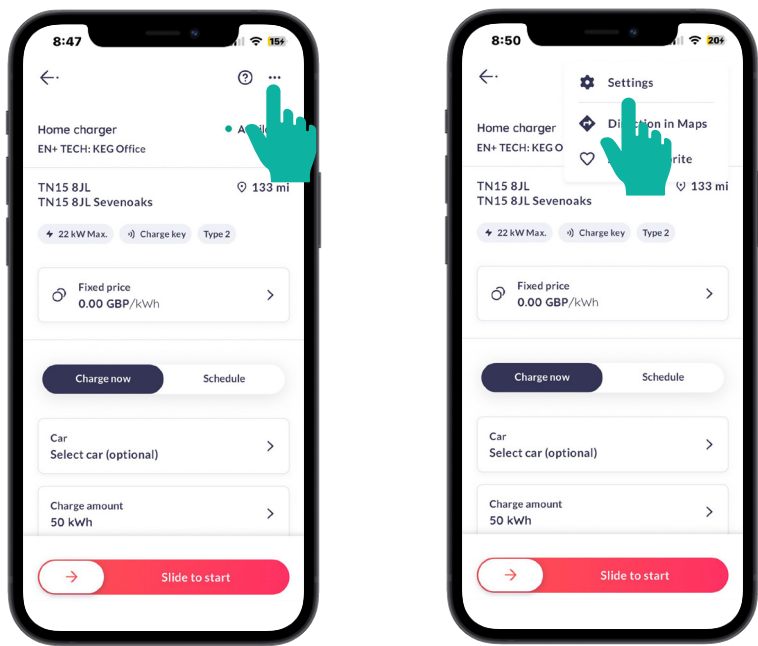 8:47
15
Home charger
EN+ TECH: KEG Office
TN15 8JL
133 mi
TN15 8JL Sevenoaks
22 kW Max.
Charge key
Type 2
Fixed price
0.00 GBP/kWh
Charge now
Schedule
Car
Select car (optional)
Charge amount
50 kWh
Slide to start
8:50
20
Settings
Home charger
in Maps
EN+ TECH: KEG O
TN15 8JL
133 mi
TN15 8JL Sevenoaks
22 kW Max.
Charge key
Type 2
Fixed price
0.00 GBP/kWh
Charge now
Schedule
Car
Select car (optional)
Charge amount
50 kWh
Slide to start